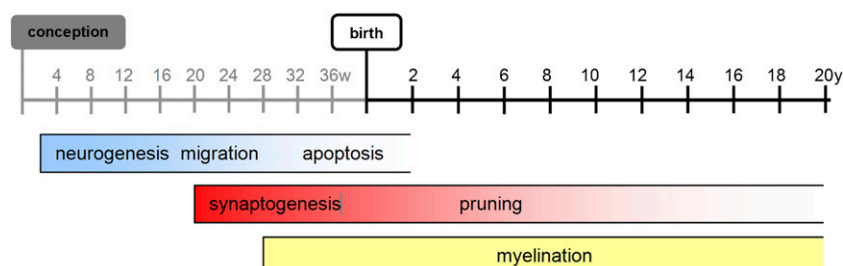 conception birth
4 8 12 16 20 24 28 32 36w 2 4 6 8 10 12 14 16 18 20y
neurogenesis migration apoptosis
synaptogenesis pruning
myelination